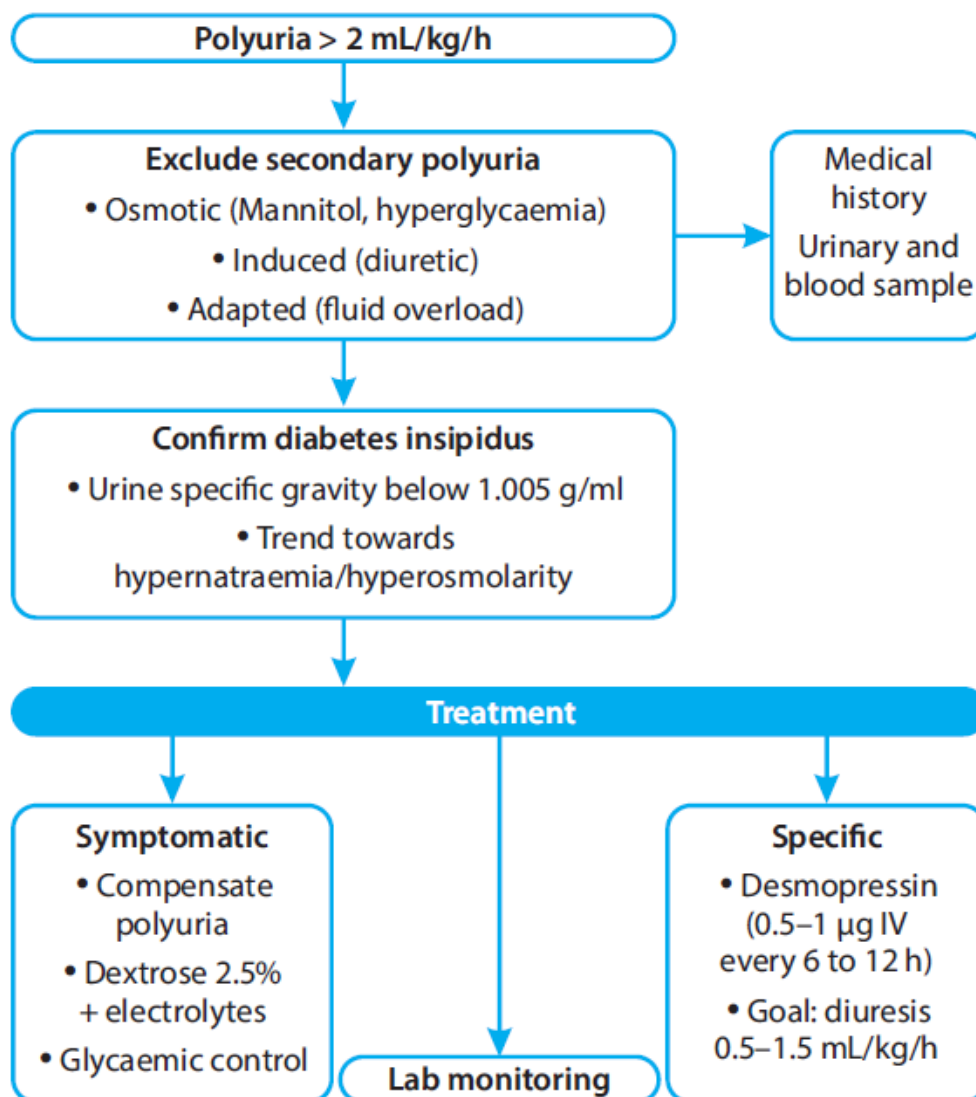 Polyuria > 2 mL/kg/h
Exclude secondary polyuria
• Osmotic (Mannitol, hyperglycaemia)
• Induced (diuretic)
• Adapted (fluid overload)
Medical
history
Urinary and
blood sample
Confirm diabetes insipidus
• Urine specific gravity below 1.005 g/ml
• Trend towards
hypernatraemia/hyperosmolarity
Treatment
Symptomatic
• Compensate
polyuria
• Dextrose 2.5%
+ electrolytes
• Glycaemic control
Lab monitoring
Specific
• Desmopressin
(0.5–1 µg IV
every 6 to 12 h)
• Goal: diuresis
0.5–1.5 mL/kg/h